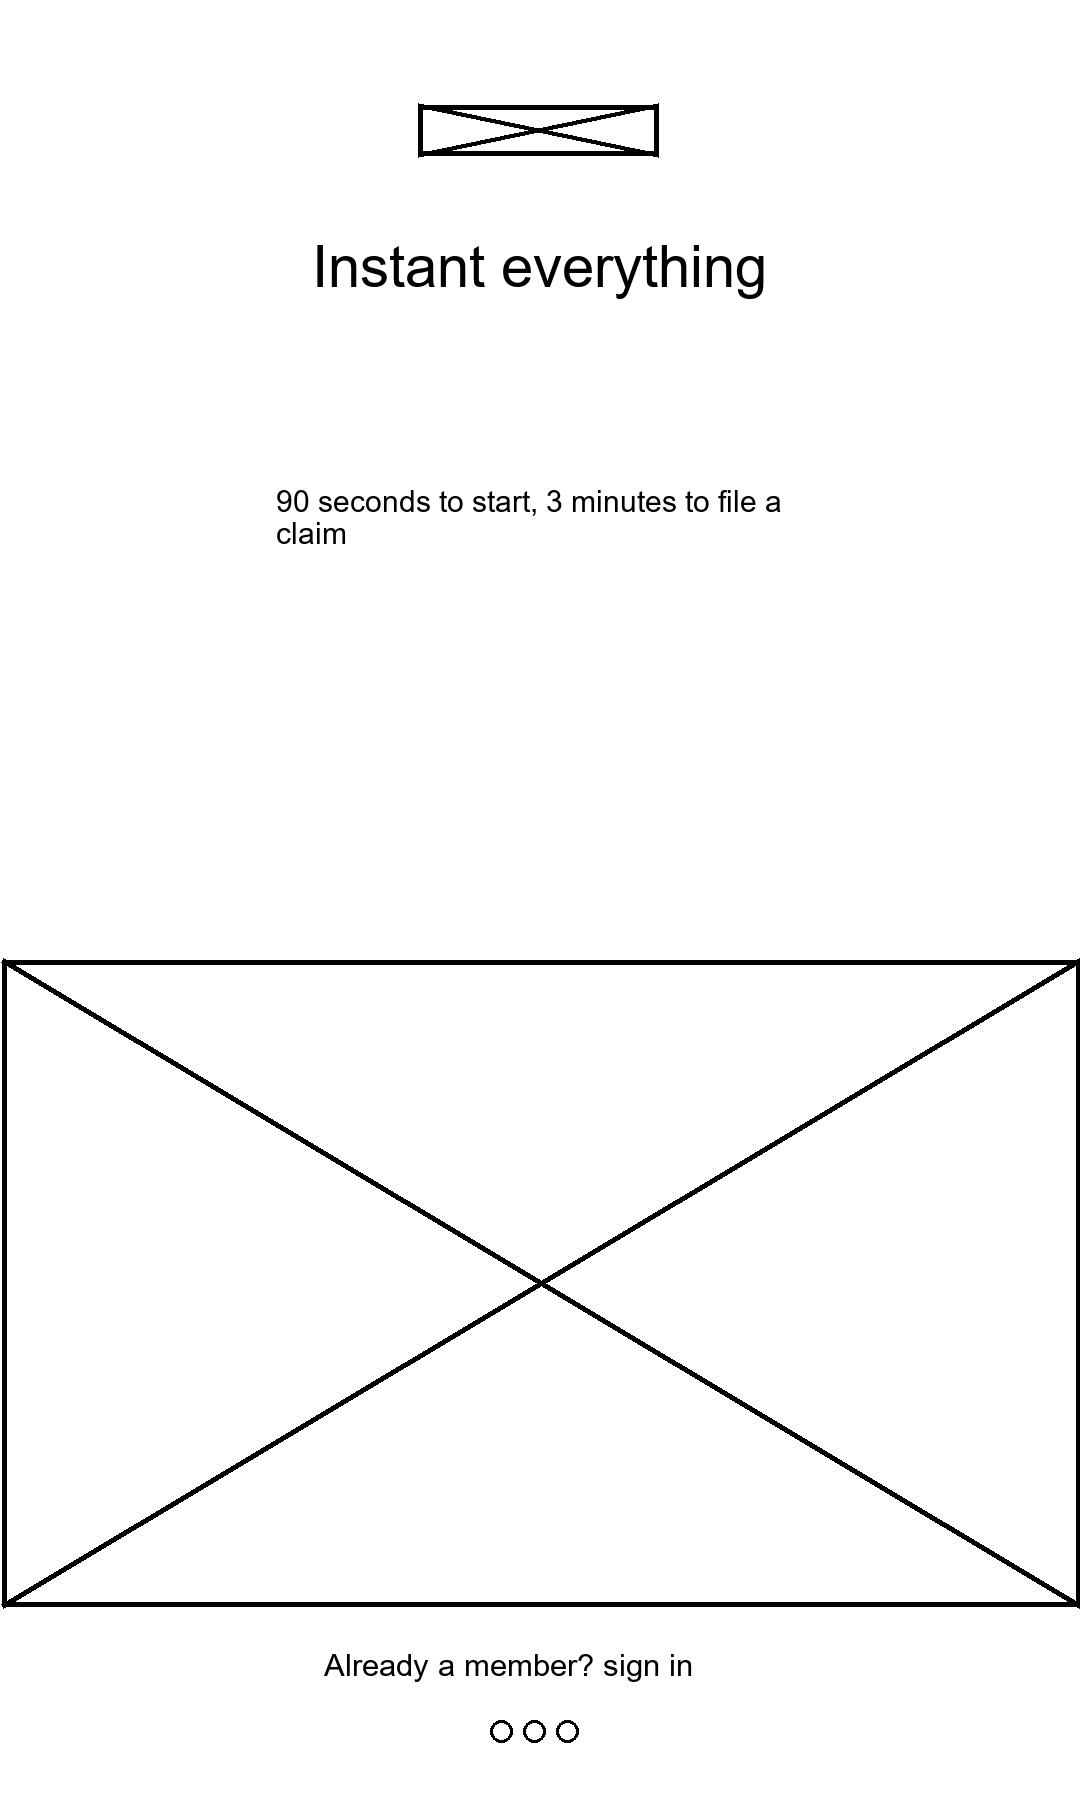 Instant everything
90 seconds to start, 3 minutes to file a
claim
Already a member? sign in